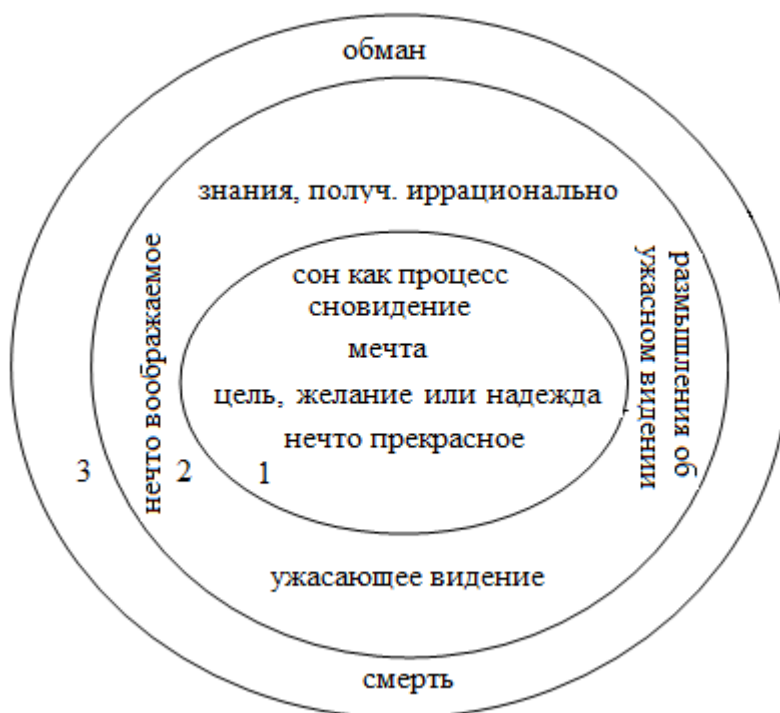 обман
знания, получ. иррационально
нечто воображаемое
сон как процесс
сновидение
мечта
цель, желание или надежда
нечто прекрасное
размышления об
ужасном видении
3
2
1
ужасающее видение
смерть